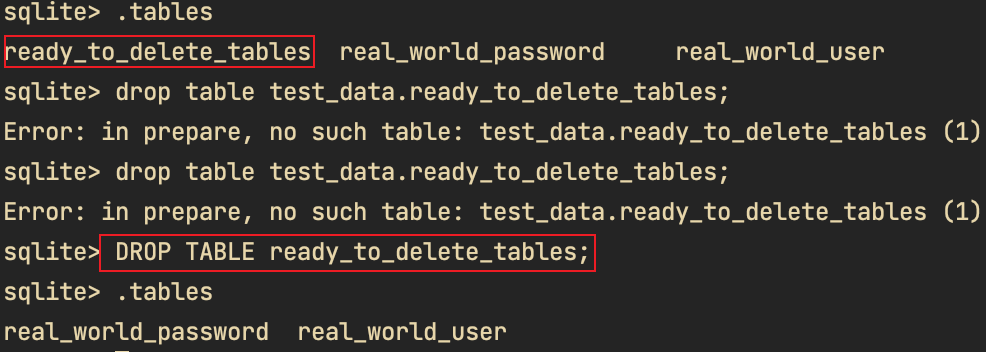 sqlite> .tables
ready_to_delete_tables  real_world_password     real_world_user
sqlite> drop table test_data.ready_to_delete_tables;
Error: in prepare, no such table: test_data.ready_to_delete_tables (1)
sqlite> drop table test_data.ready_to_delete_tables;
Error: in prepare, no such table: test_data.ready_to_delete_tables (1)
sqlite> DROP TABLE ready_to_delete_tables;
sqlite> .tables
real_world_password  real_world_user